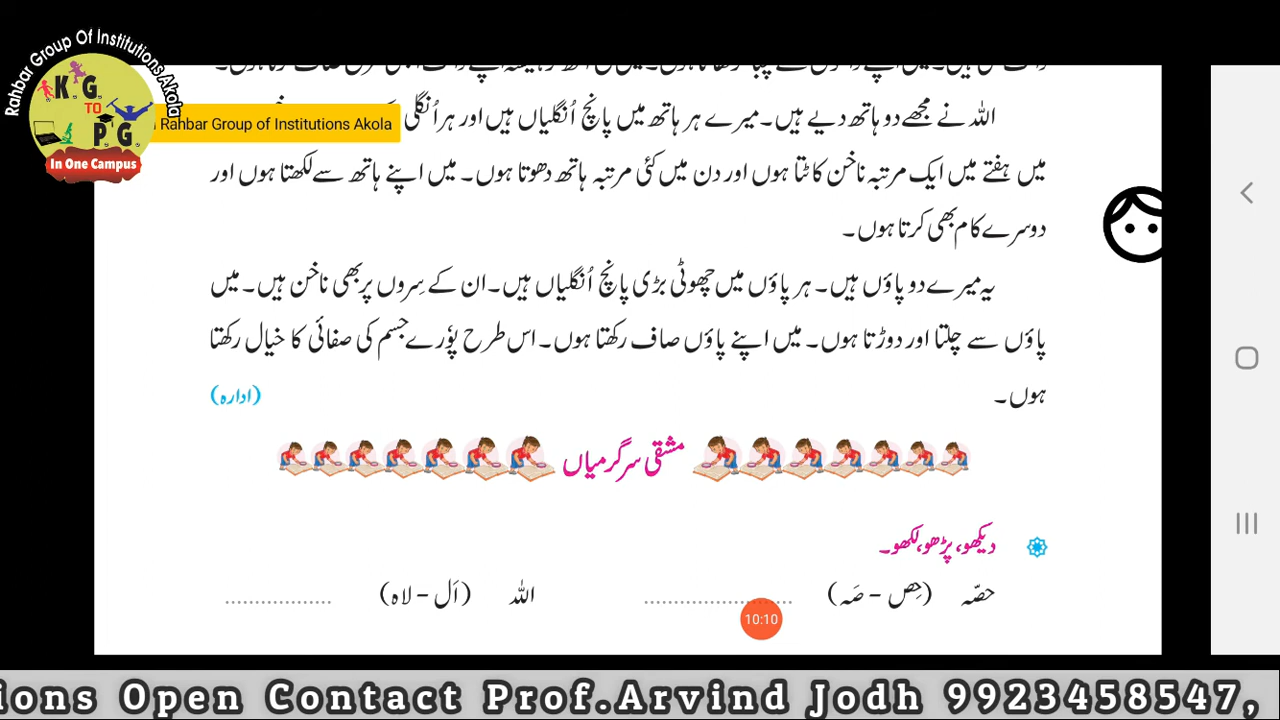 Rahbar Group Of Institutions Akola
K.G.
TO
P.G
In One Campus
Rahbar Group of Institutions Akola
اللہ نے مجھے دو ہاتھ دیے ہیں۔ میرے ہر ہاتھ میں پانچ اُنگلیاں ہیں اور ہر اُنگلی
میں ہفتے میں ایک مرتبہ ناخن کاٹتا ہوں اور دن میں کئی مرتبہ ہاتھ دھوتا ہوں۔ میں اپنے ہاتھ سے لکھتا ہوں اور
دوسرے کام بھی کرتا ہوں۔
یہ میرے دو پاؤں ہیں۔ ہر پاؤں میں چھوٹی بڑی پانچ اُنگلیاں ہیں۔ ان کے سِروں پر بھی ناخن ہیں۔ میں
پاؤں سے چلتا اور دوڑتا ہوں۔ میں اپنے پاؤں صاف رکھتا ہوں۔ اس طرح پوٗرے جسم کی صفائی کا خیال رکھتا
ہوں۔ (ادارہ)
مشقی سرگرمیاں
دیکھو، پڑھو، لکھو۔
حصّہ (حِص - صَہ) .................... اللہ (اَل - لاہ) ..............
10:10
ions Open Contact Prof.Arvind Jodh 9923458547,